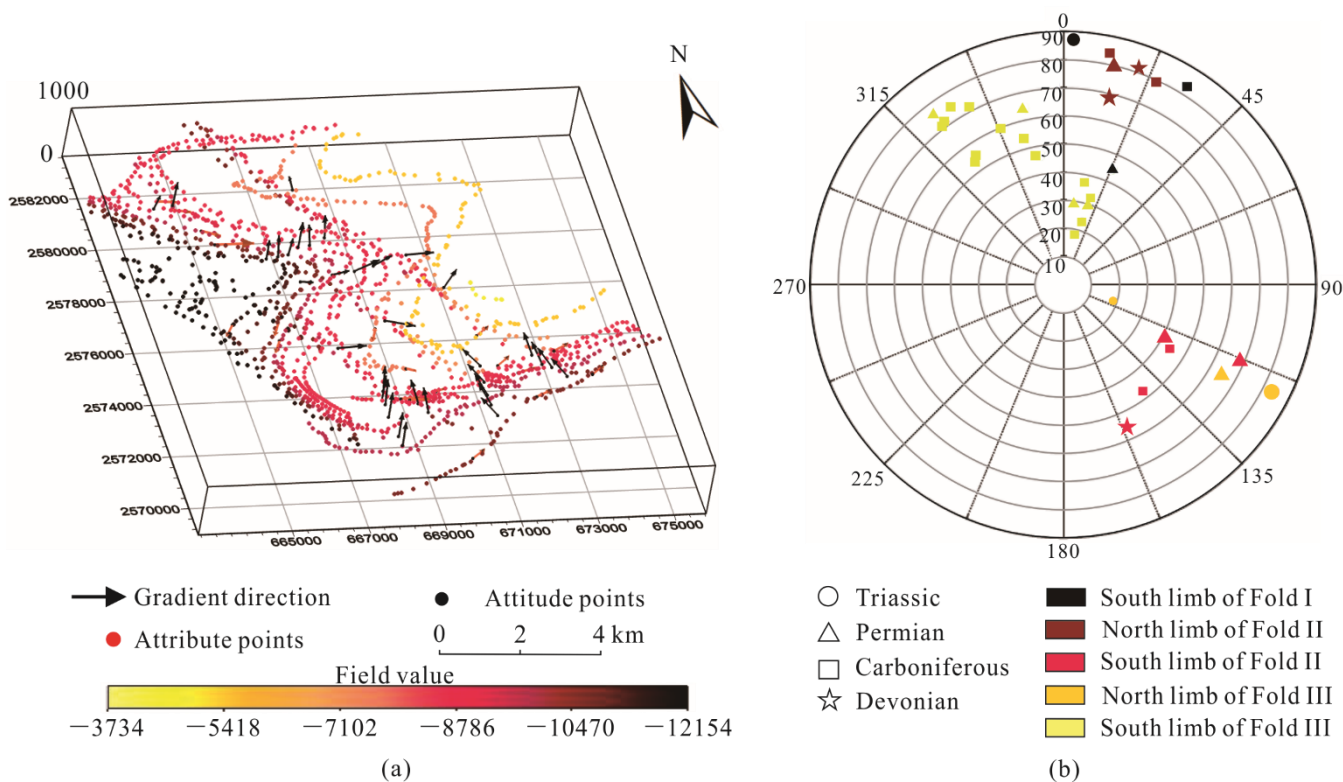 N
1000
0
2582000
2580000
2578000
2576000
2574000
2572000
2570000
665000
667000
669000
671000
673000
675000
Gradient direction
Attitude points
Attribute points
0 2 4 km
Field value
−3734 −5418 −7102 −8786 −10470 −12154
(a)
0
90
80
70
60
50
40
30
20
10
45
90
135
180
225
270
315
Triassic
Permian
Carboniferous
Devonian
South limb of Fold I
North limb of Fold II
South limb of Fold II
North limb of Fold III
South limb of Fold III
(b)